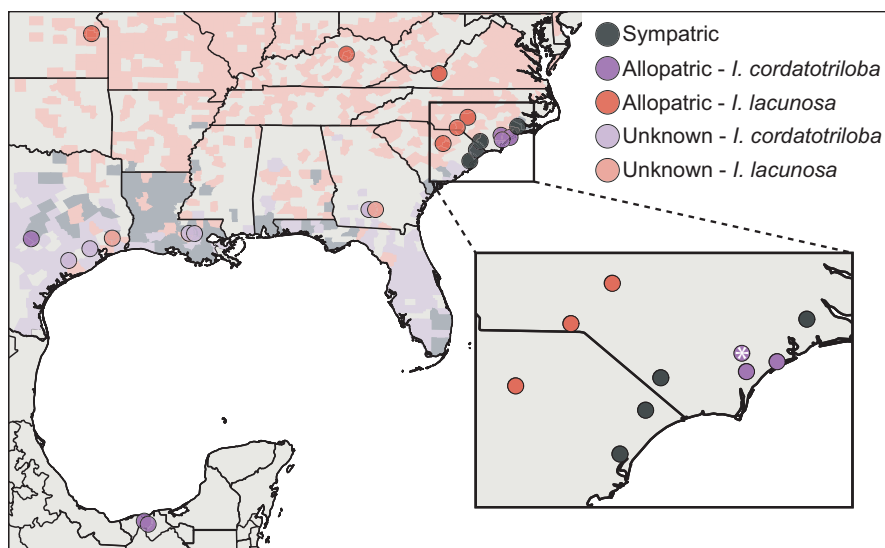 Sympatric
Allopatric - I. cordatotriloba
Allopatric - I. lacunosa
Unknown - I. cordatotriloba
Unknown - I. lacunosa
*